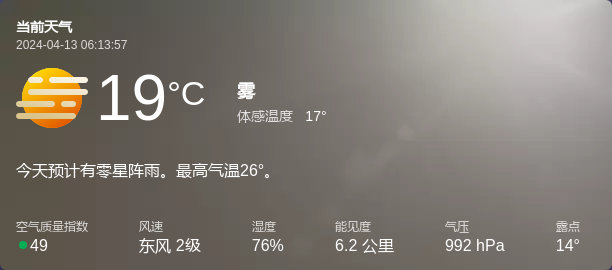 当前天气
2024-04-13 06:13:57
19°C
雾
体感温度 17°
今天预计有零星阵雨。最高气温26°。
空气质量指数 风速 湿度 能见度 气压 露点
49 东风 2级 76% 6.2 公里 992 hPa 14°